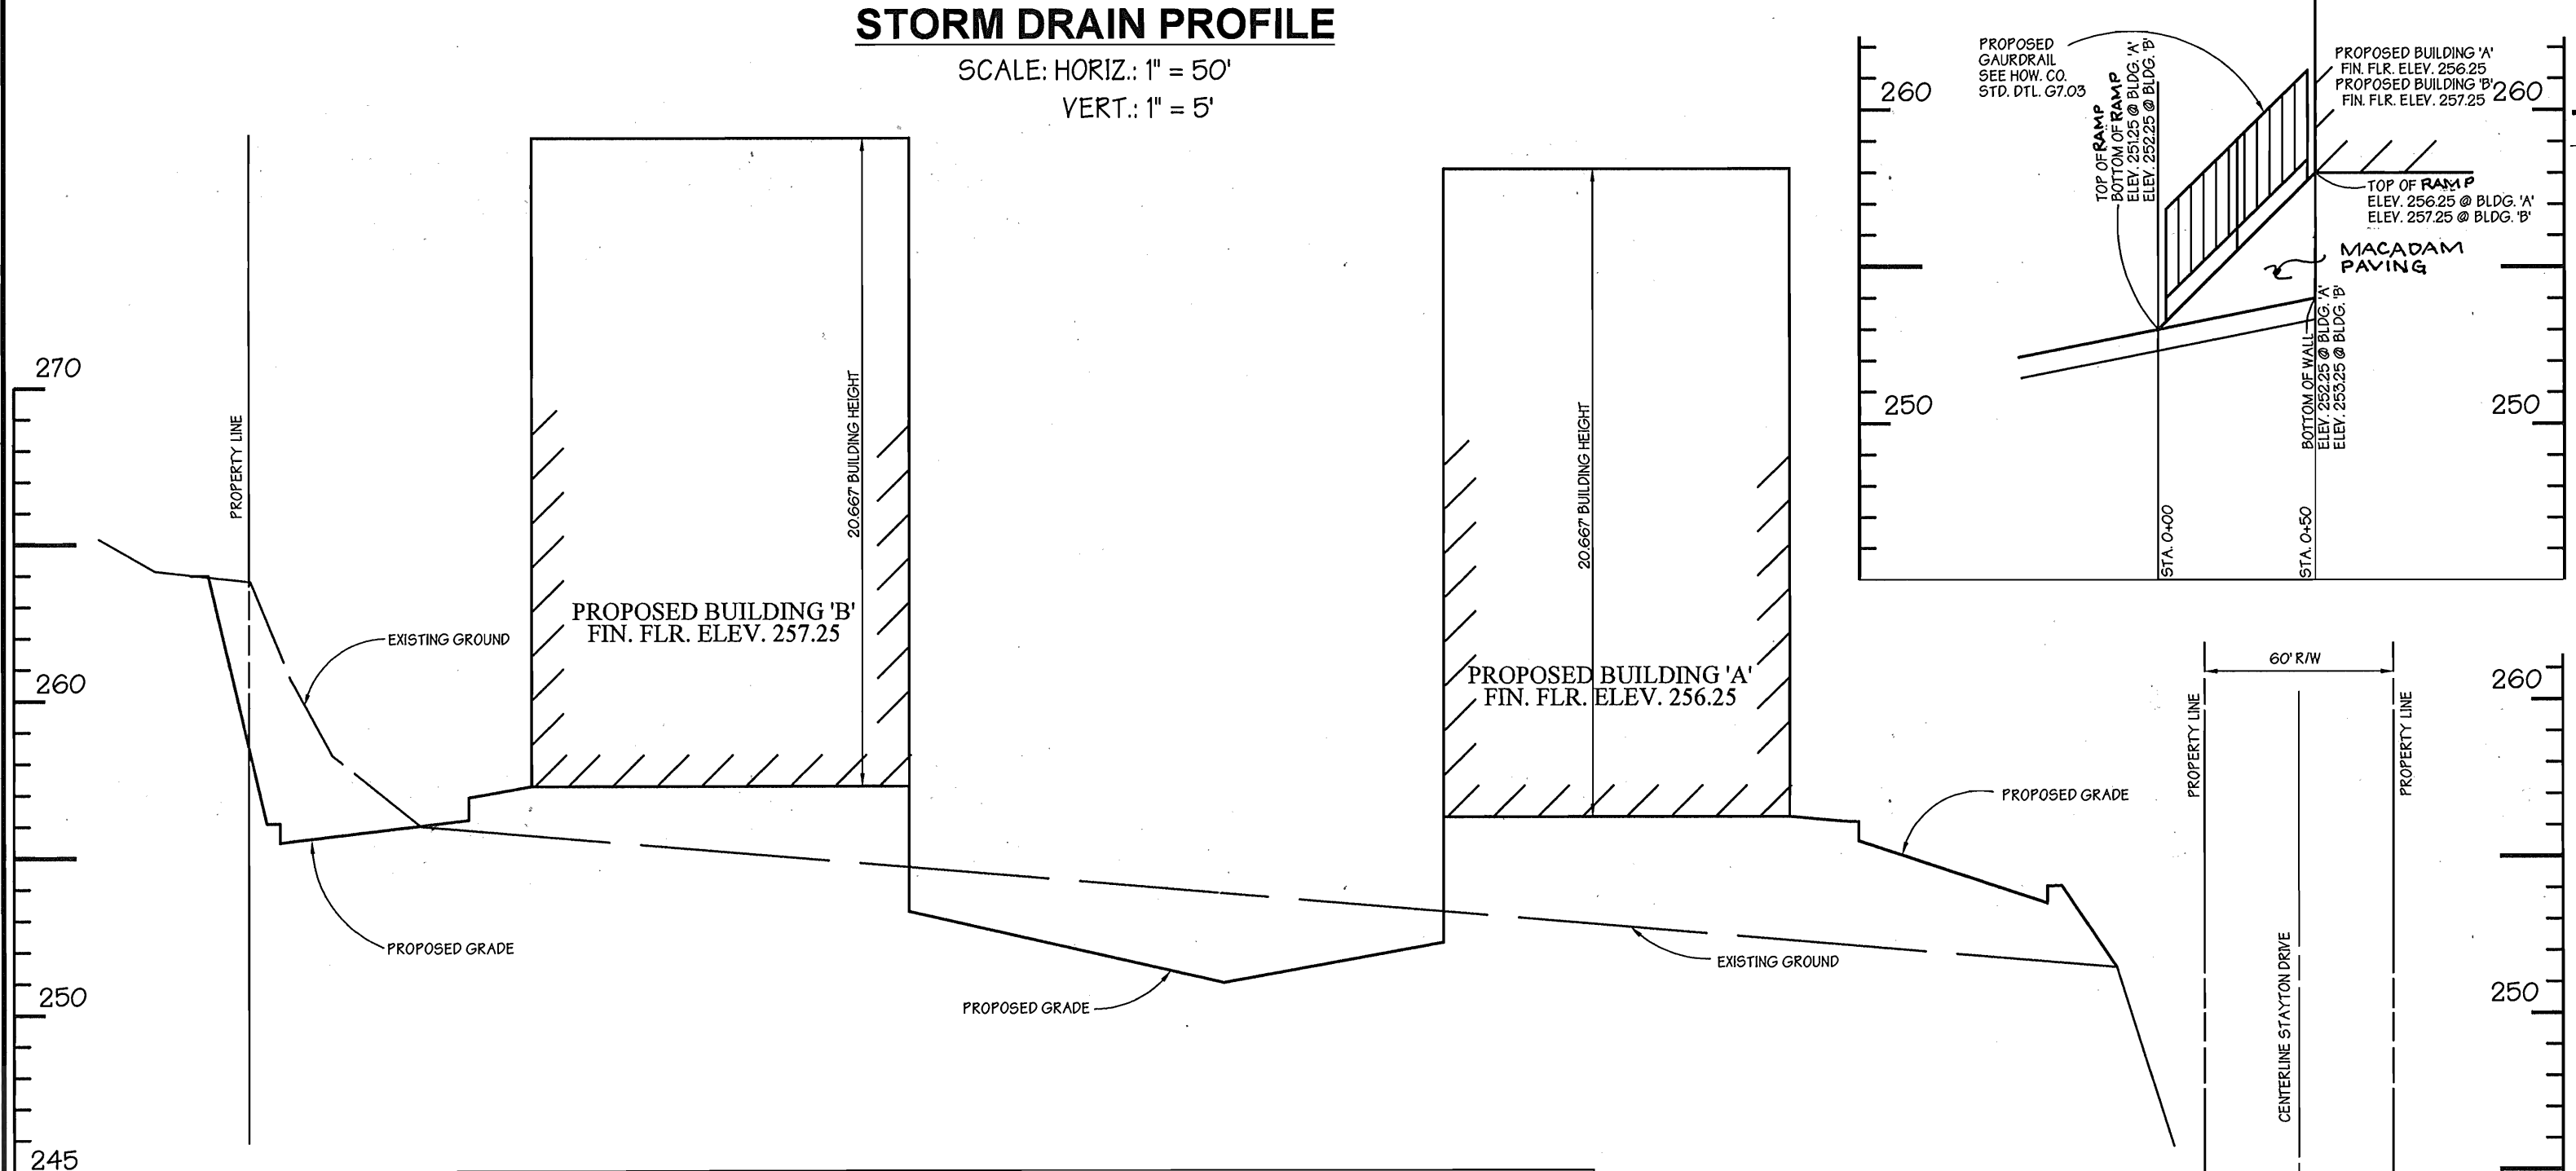 STORM DRAIN PROFILE
SCALE: HORIZ.: 1" = 50'
VERT.: 1" = 5'
270
260
250
245
PROPERTY LINE
EXISTING GROUND
PROPOSED GRADE
PROPOSED BUILDING 'B'
FIN. FLR. ELEV. 257.25
20.667' BUILDING HEIGHT
PROPOSED GRADE
PROPOSED BUILDING 'A'
FIN. FLR. ELEV. 256.25
20.667' BUILDING HEIGHT
EXISTING GROUND
PROPOSED GRADE
260
250
PROPOSED
GAURDRAIL
SEE HOW. CO.
STD. DTL. G7.03
TOP OF RAMP
BOTTOM OF RAMP
ELEV. 251.25 @ BLDG. 'A'
ELEV. 252.25 @ BLDG. 'B'
PROPOSED BUILDING 'A'
FIN. FLR. ELEV. 256.25
PROPOSED BUILDING 'B'
FIN. FLR. ELEV. 257.25
260
TOP OF RAMP
ELEV. 256.25 @ BLDG. 'A'
ELEV. 257.25 @ BLDG. 'B'
MACADAM
PAVING
BOTTOM OF WALL
ELEV. 252.25 @ BLDG. 'A'
ELEV. 253.25 @ BLDG. 'B'
250
STA. 0+00
STA. 0+50
60' R/W
PROPERTY LINE
CENTERLINE STAYTON DRIVE
PROPERTY LINE
260
250